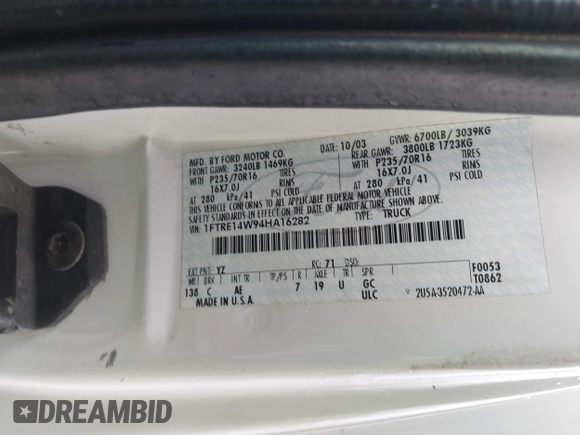 MFD. BY FORD MOTOR CO.
DATE: 10/03
GVWR: 6700LB/ 3039KG
FRONT GAWR: 3240LB 1469KG
REAR GAWR: 3800LB 1723KG
WITH P235/70R16 TIRES
WITH P235/70R16 TIRES
16X7.0J RINS
16X7.0J RIMS
AT 280 kPa/41 PSI COLD
AT 280 kPa/41 PSI COLD
THIS VEHICLE CONFORMS TO ALL APPLICABLE FEDERAL MOTOR VEHICLE
SAFETY STANDARDS IN EFFECT ON THE DATE OF MANUFACTURE SHOWN ABOVE.
VIN: 1FTRE14W94HA16282
TYPE: TRUCK
EXT PNT: YZ RC: 71 DSO: F0053
WB BRK INT TR TP/PS R AXLE TR SPR T0862
138 C AE 7 19 U GC
ULC
MADE IN U.S.A.
▽ 2U5A-3520472-AA
DREAMBID